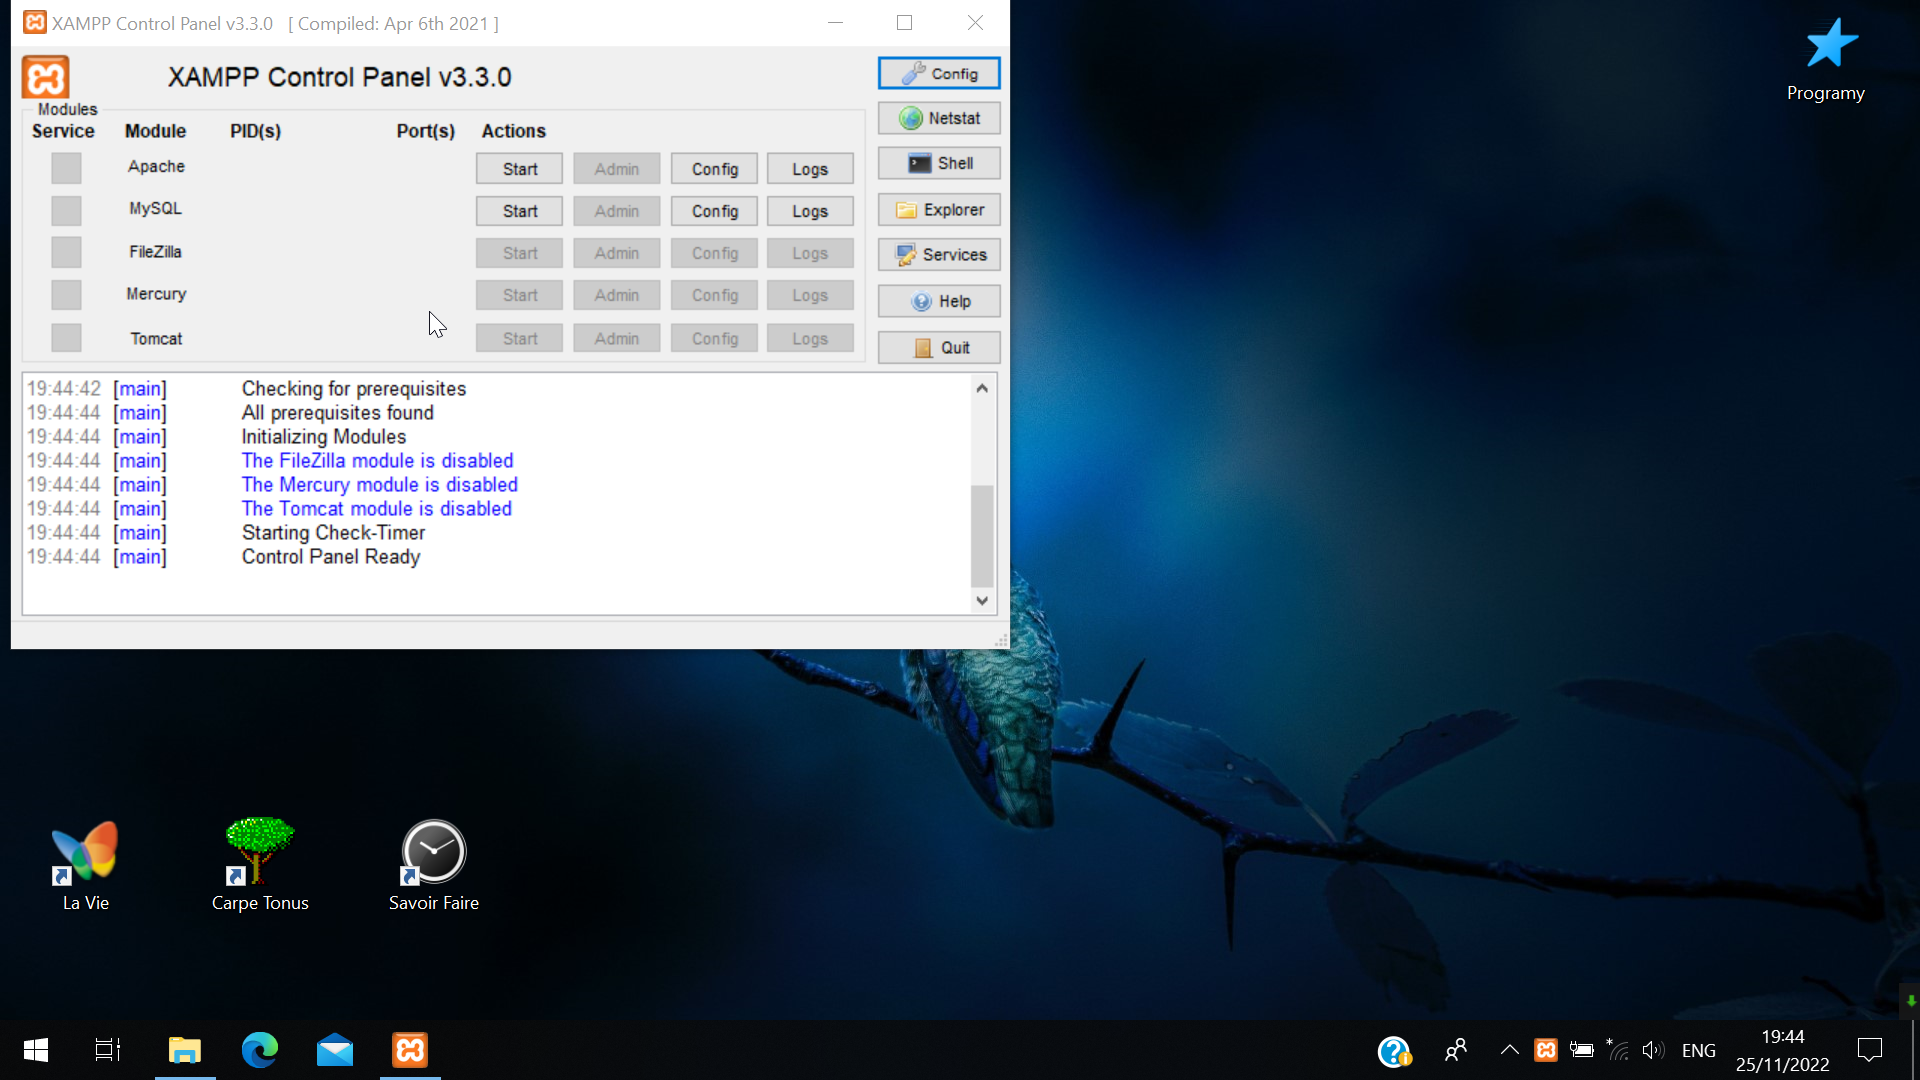 XAMPP Control Panel v3.3.0 [ Compiled: Apr 6th 2021 ]
XAMPP Control Panel v3.3.0
Config
Modules
Service Module PID(s) Port(s) Actions
Netstat
Apache Start Admin Config Logs
Shell
MySQL Start Admin Config Logs
Explorer
FileZilla Start Admin Config Logs
Services
Mercury Start Admin Config Logs
Help
Tomcat Start Admin Config Logs
Quit
19:44:42 [main] Checking for prerequisites
19:44:44 [main] All prerequisites found
19:44:44 [main] Initializing Modules
19:44:44 [main] The FileZilla module is disabled
19:44:44 [main] The Mercury module is disabled
19:44:44 [main] The Tomcat module is disabled
19:44:44 [main] Starting Check-Timer
19:44:44 [main] Control Panel Ready
Programy
La Vie
Carpe Tonus
Savoir Faire
ENG
19:44
25/11/2022